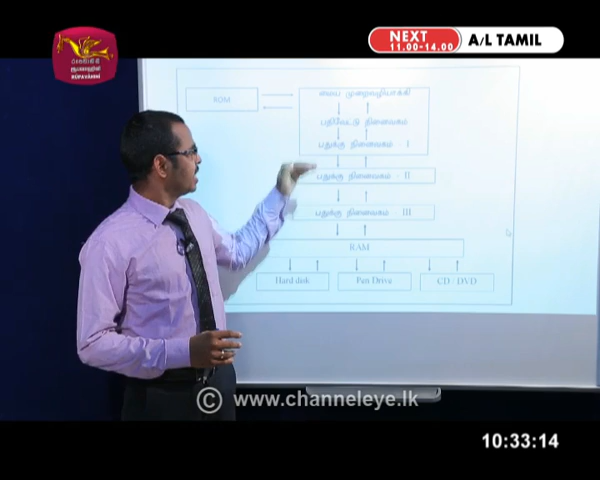 NEXT
11.00-14.00
A/L TAMIL
RUPAVAHINI
ROM
மைய முறைவழியாக்கி
பதிவேட்டு நினைவகம்
பதுக்கு நினைவகம் - I
பதுக்கு நினைவகம் - II
பதுக்கு நினைவகம் - III
RAM
Hard disk
Pen Drive
CD / DVD
© www.channeleye.lk
10:33:14